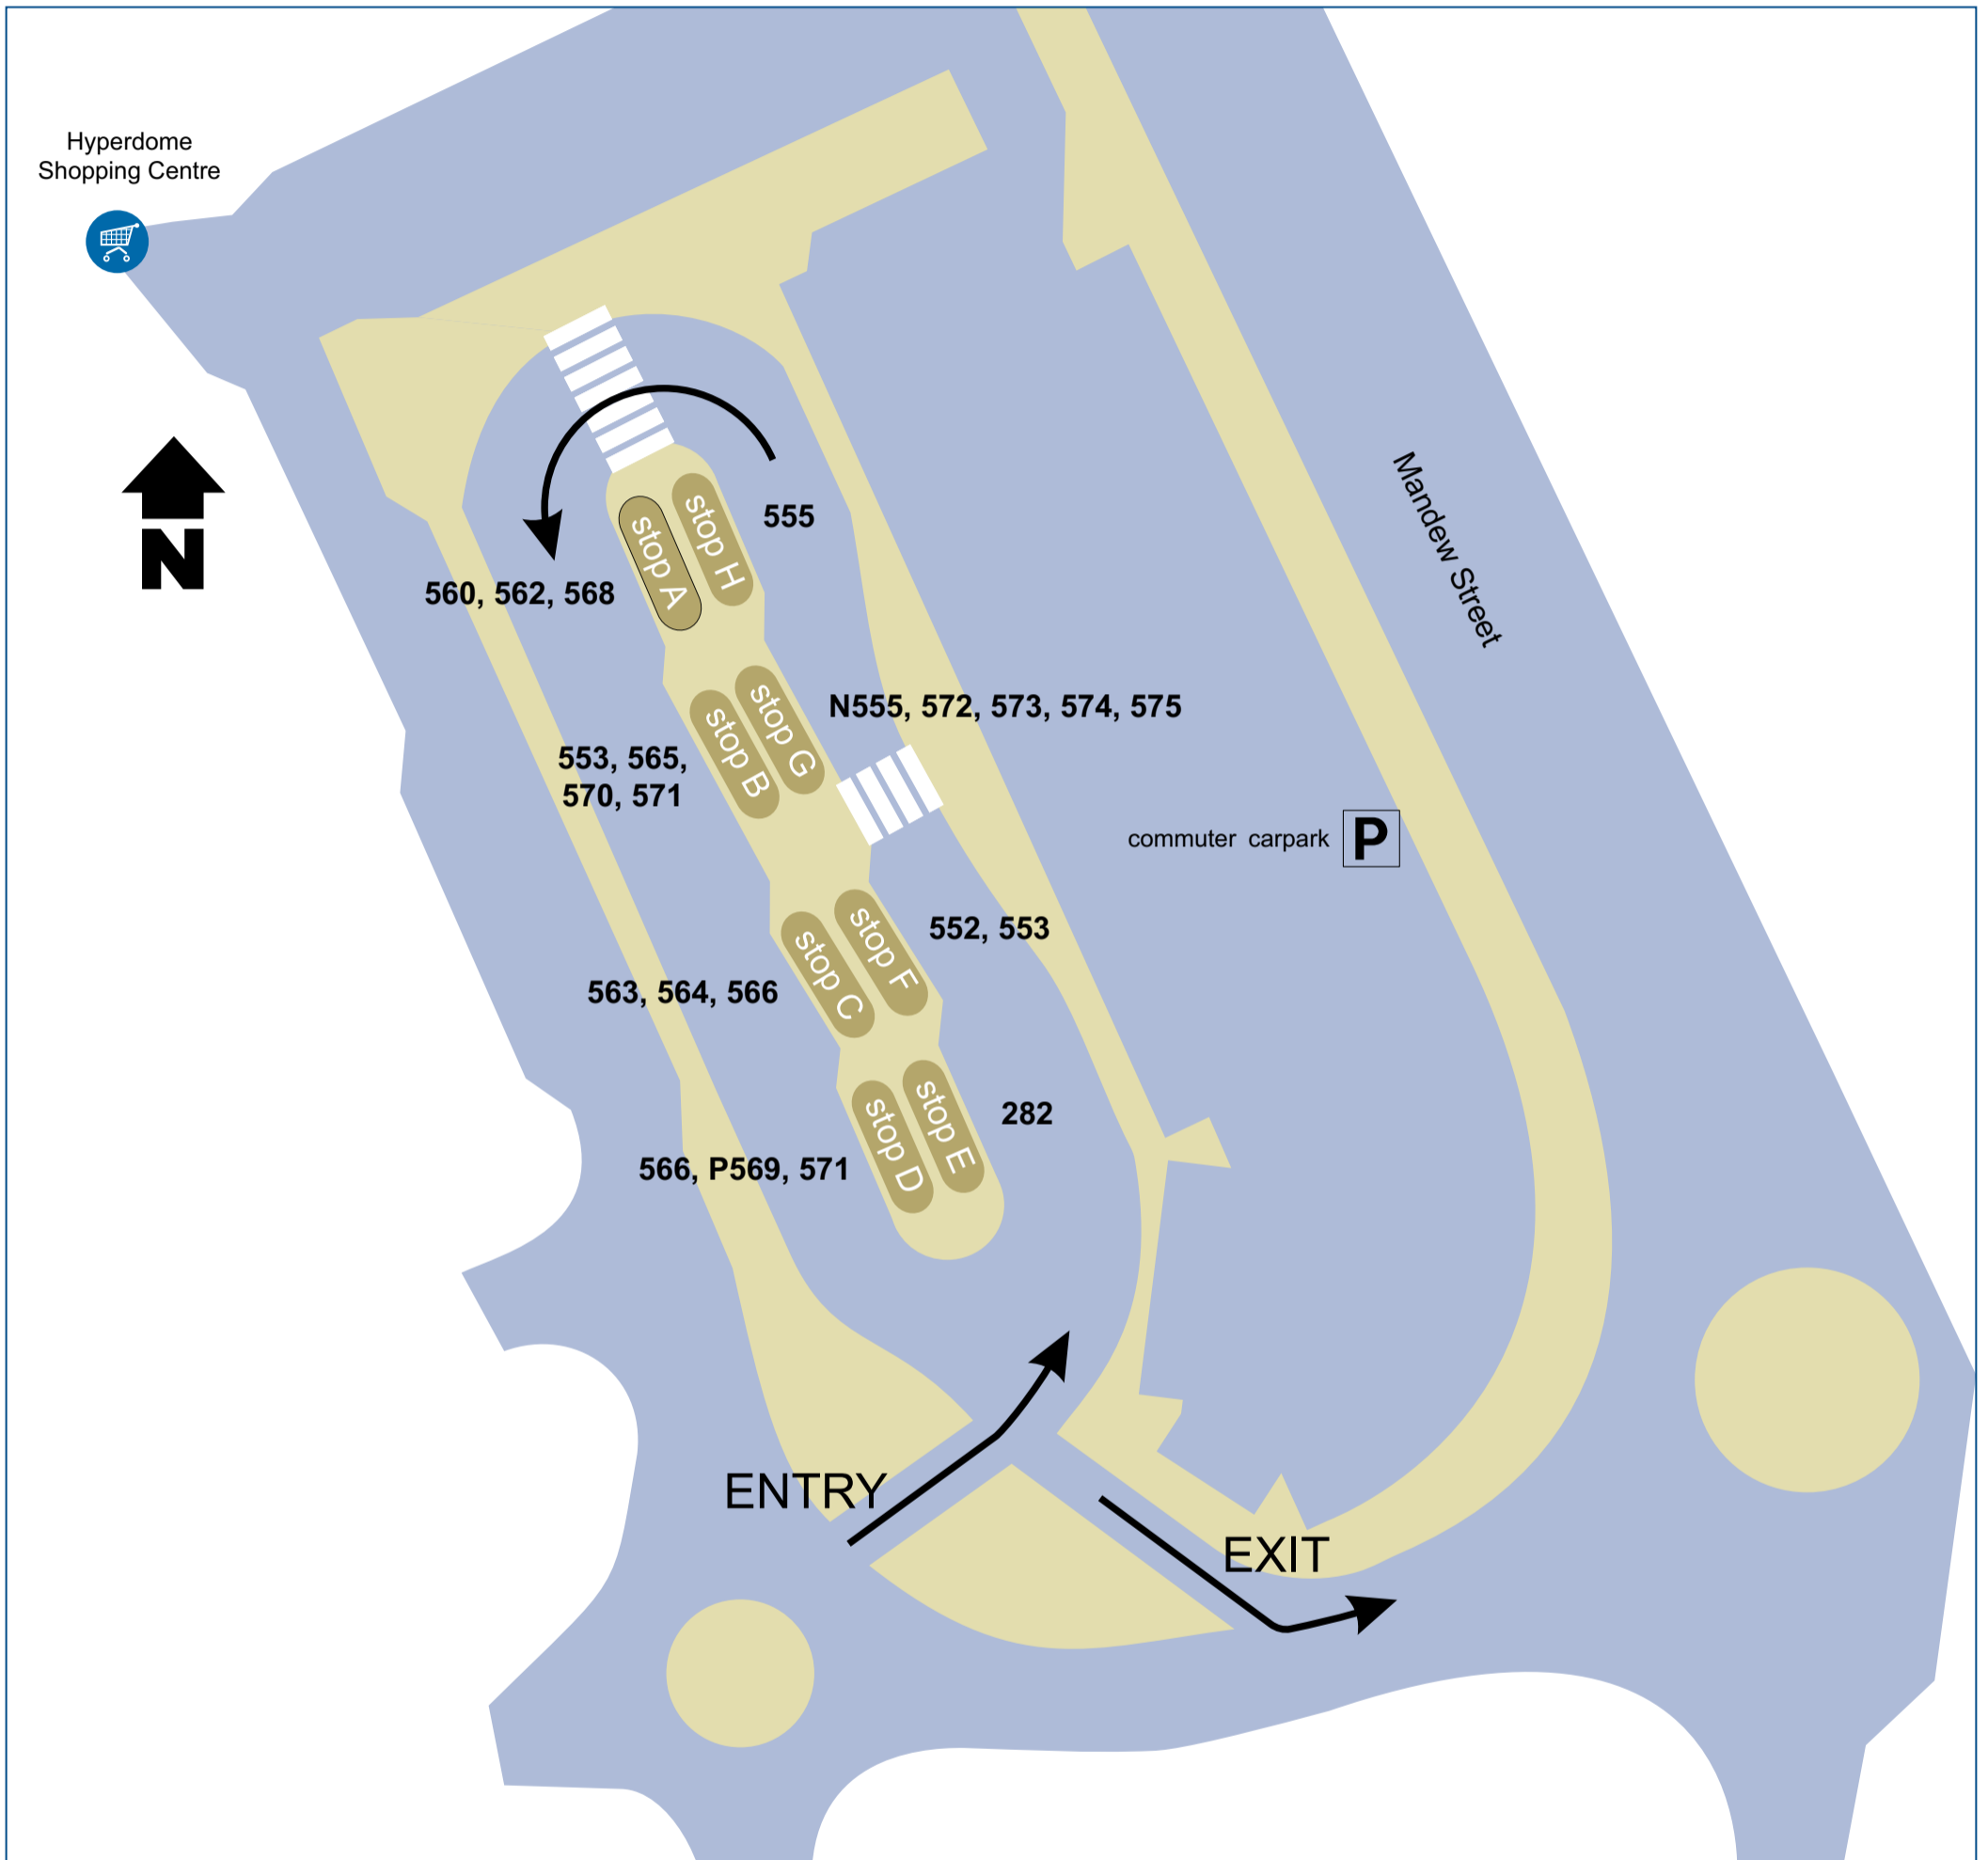 Hyperdome
Shopping Centre
N
555
stop H
stop A
560, 562, 568
Mandew Street
N555, 572, 573, 574, 575
stop G
stop B
553, 565,
570, 571
commuter carpark P
552, 553
stop F
stop C
563, 564, 566
282
stop E
stop D
566, P569, 571
ENTRY
EXIT